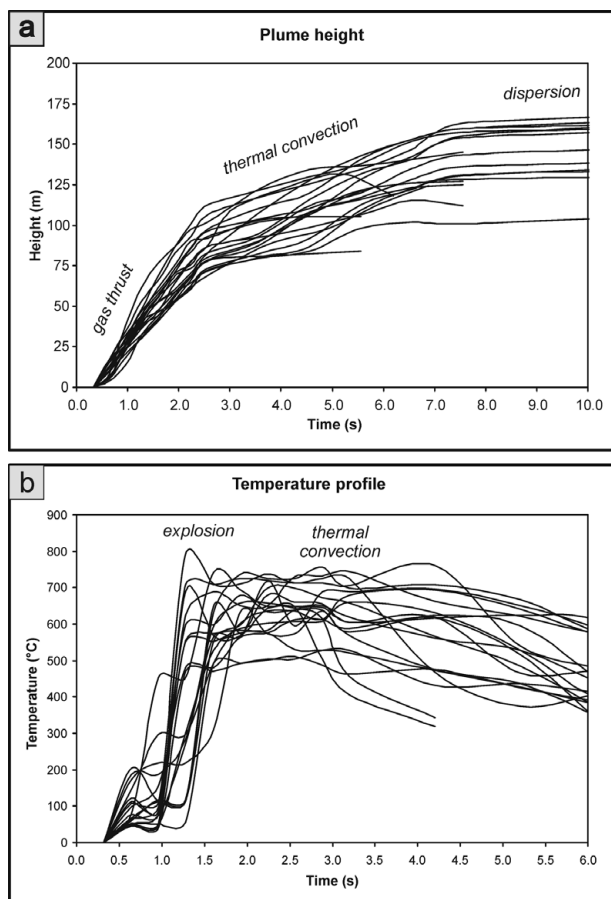 a
Plume height
200
175
150
125
100
75
50
25
0
Height (m)
gas thrust
thermal convection
dispersion
0.0 1.0 2.0 3.0 4.0 5.0 6.0 7.0 8.0 9.0 10.0
Time (s)
b
Temperature profile
900
800
700
600
500
400
300
200
100
0
Temperature (°C)
explosion
thermal
convection
0.0 0.5 1.0 1.5 2.0 2.5 3.0 3.5 4.0 4.5 5.0 5.5 6.0
Time (s)